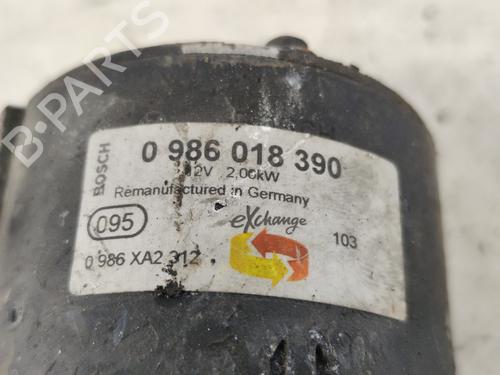 B-PARTS
BOSCH
0 986 018 390
12V 2,00kW
Remanufactured in Germany
095
eXchange
103
0 986 XA2 312